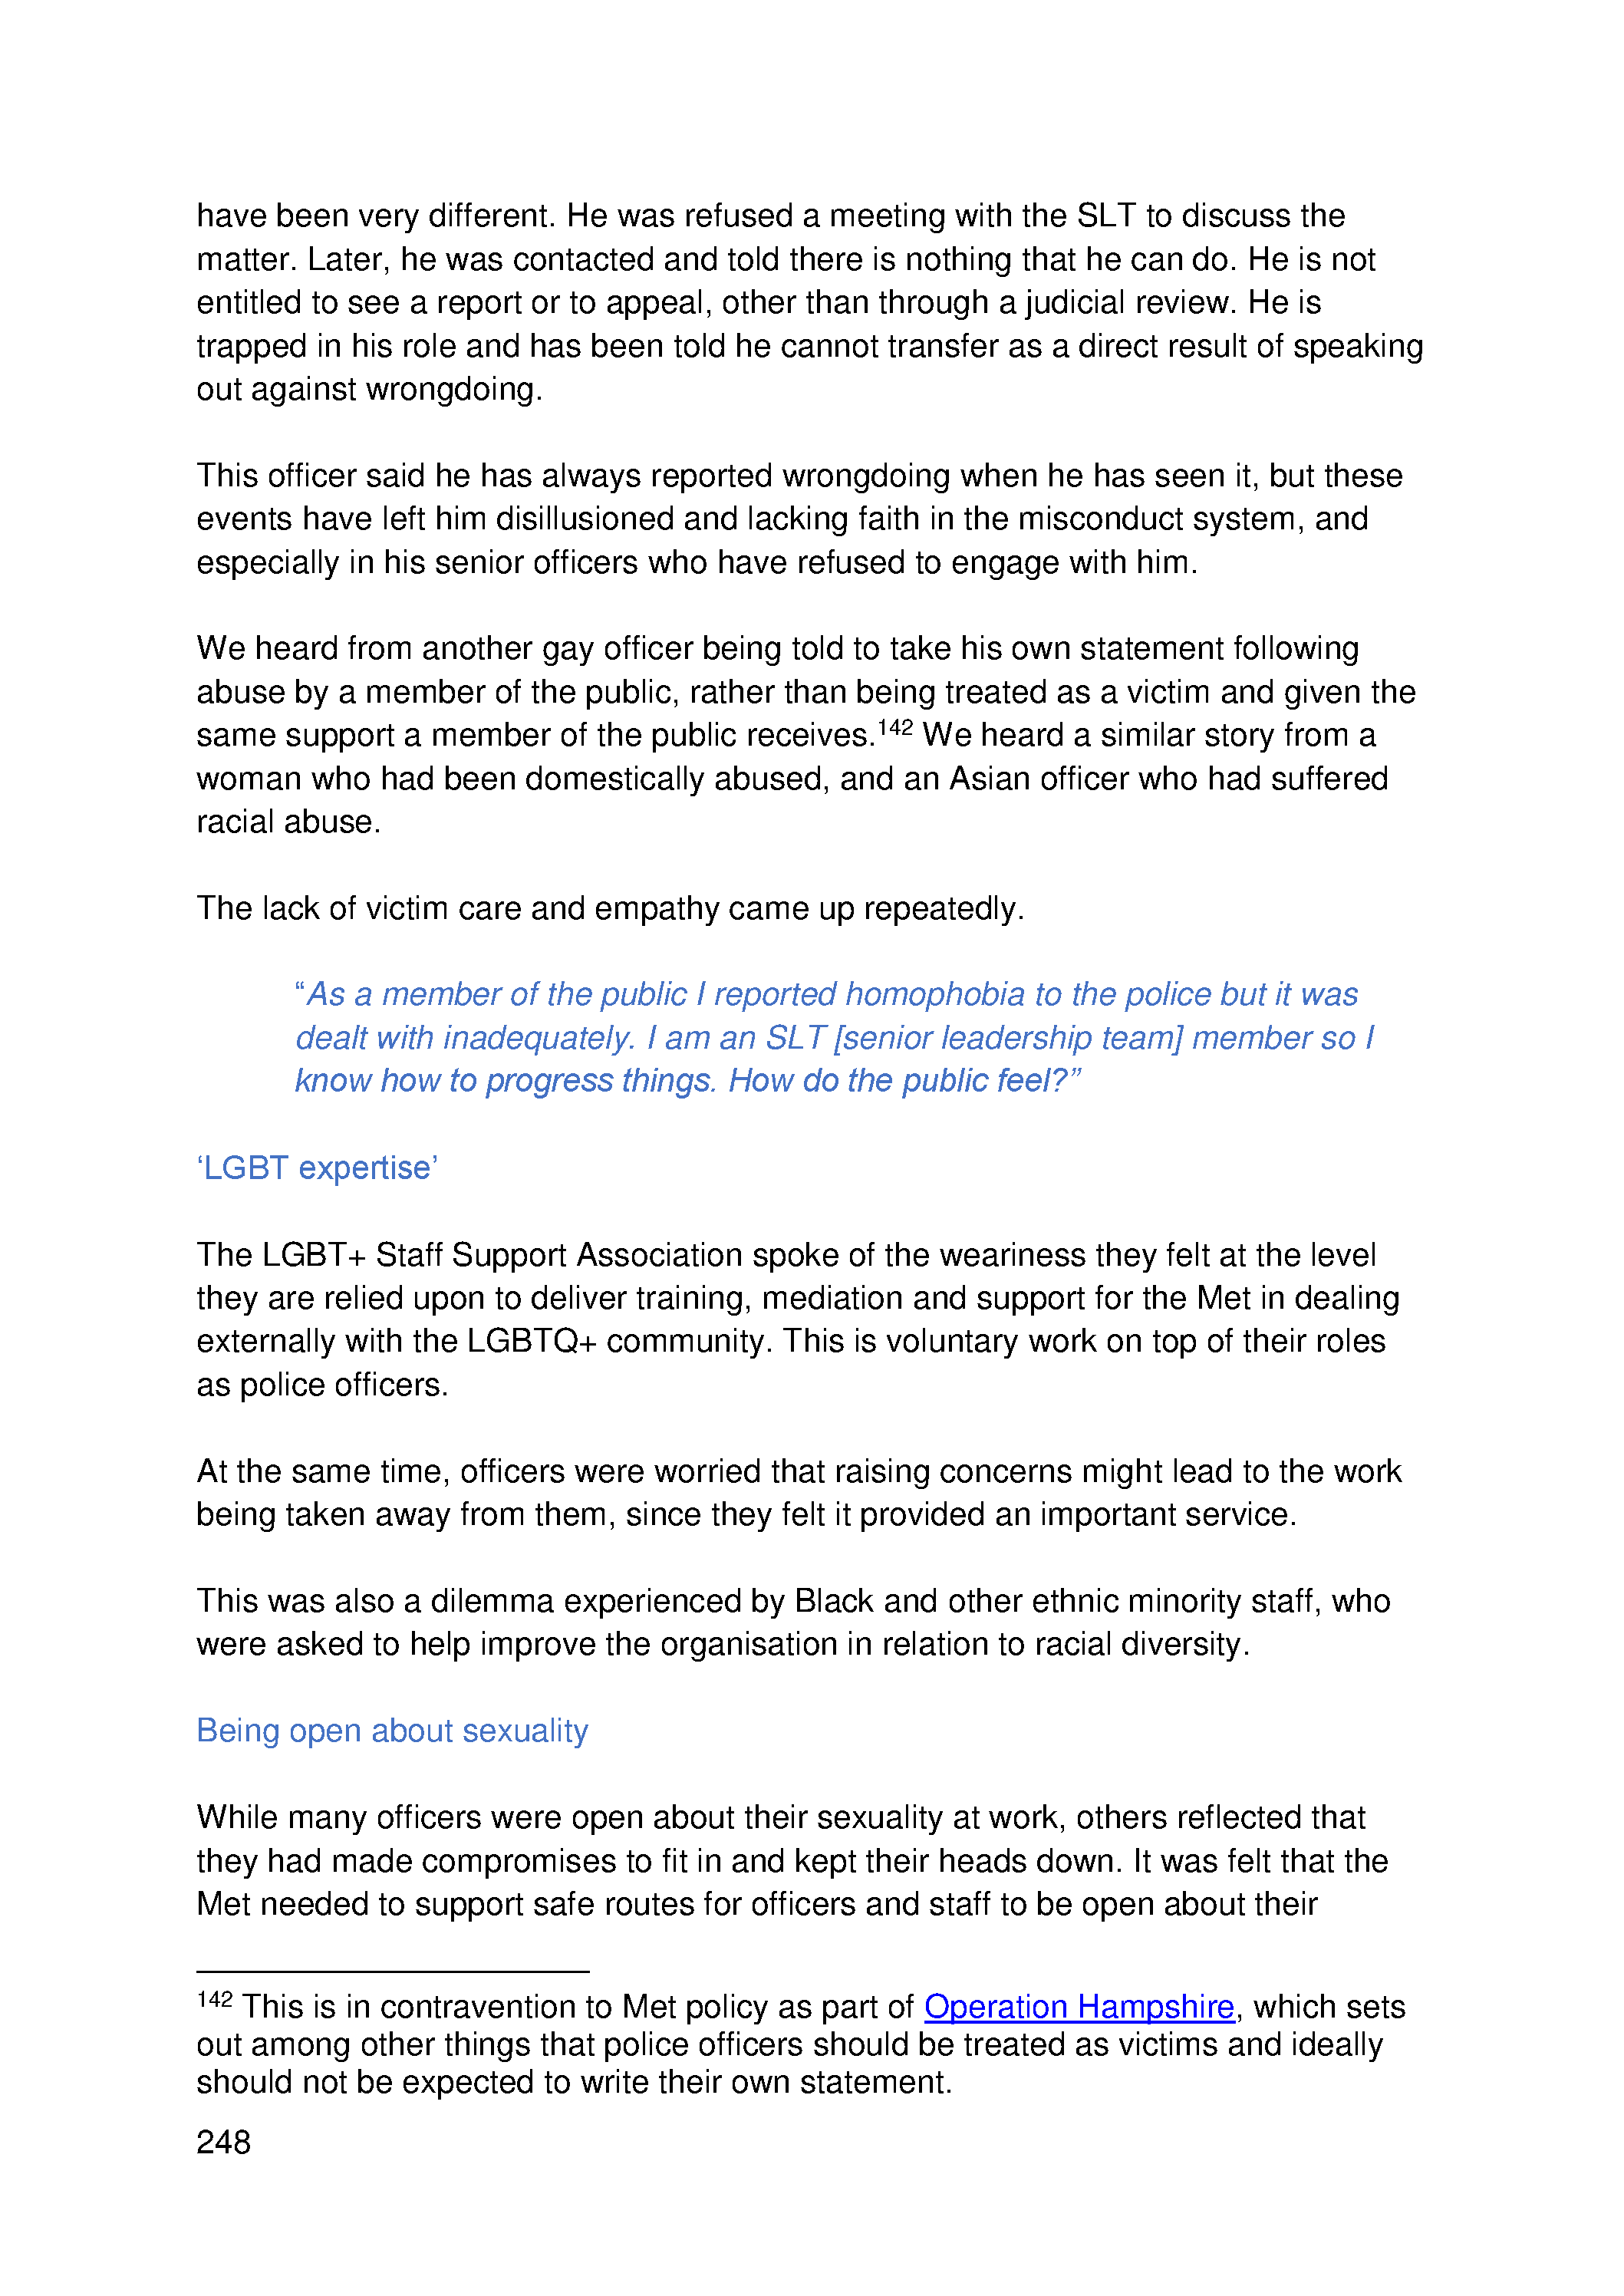 have been very different. He was refused a meeting with the SLT to discuss the
matter. Later, he was contacted and told there is nothing that he can do. He is not
entitled to see a report or to appeal, other than through a judicial review. He is
trapped in his role and has been told he cannot transfer as a direct result of speaking
out against wrongdoing.
This officer said he has always reported wrongdoing when he has seen it, but these
events have left him disillusioned and lacking faith in the misconduct system, and
especially in his senior officers who have refused to engage with him.
We heard from another gay officer being told to take his own statement following
abuse by a member of the public, rather than being treated as a victim and given the
same support a member of the public receives.142 We heard a similar story from a
woman who had been domestically abused, and an Asian officer who had suffered
racial abuse.
The lack of victim care and empathy came up repeatedly.
“As a member of the public I reported homophobia to the police but it was
dealt with inadequately. I am an SLT [senior leadership team] member so I
know how to progress things. How do the public feel?”
‘LGBT expertise’
The LGBT+ Staff Support Association spoke of the weariness they felt at the level
they are relied upon to deliver training, mediation and support for the Met in dealing
externally with the LGBTQ+ community. This is voluntary work on top of their roles
as police officers.
At the same time, officers were worried that raising concerns might lead to the work
being taken away from them, since they felt it provided an important service.
This was also a dilemma experienced by Black and other ethnic minority staff, who
were asked to help improve the organisation in relation to racial diversity.
Being open about sexuality
While many officers were open about their sexuality at work, others reflected that
they had made compromises to fit in and kept their heads down. It was felt that the
Met needed to support safe routes for officers and staff to be open about their
142 This is in contravention to Met policy as part of Operation Hampshire, which sets
out among other things that police officers should be treated as victims and ideally
should not be expected to write their own statement.
248